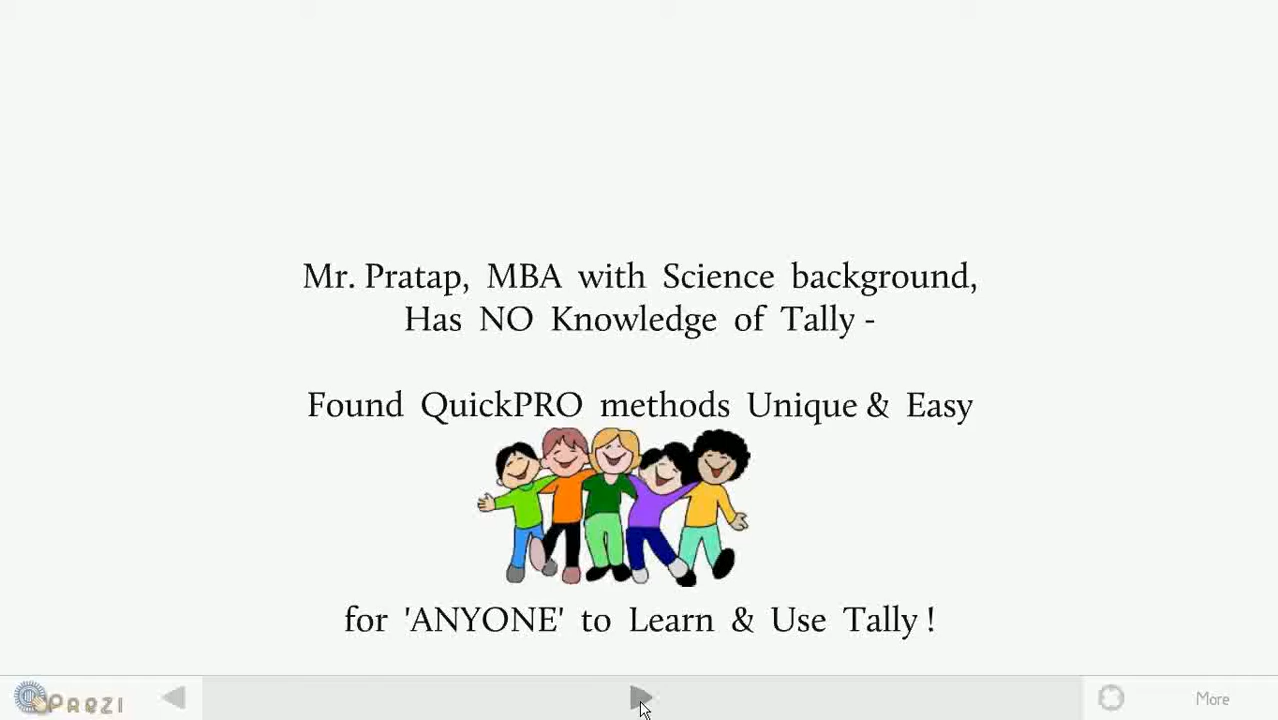 Mr. Pratap, MBA with Science background,
Has NO Knowledge of Tally -
Found QuickPRO methods Unique & Easy
for 'ANYONE' to Learn & Use Tally !
PREZI
More